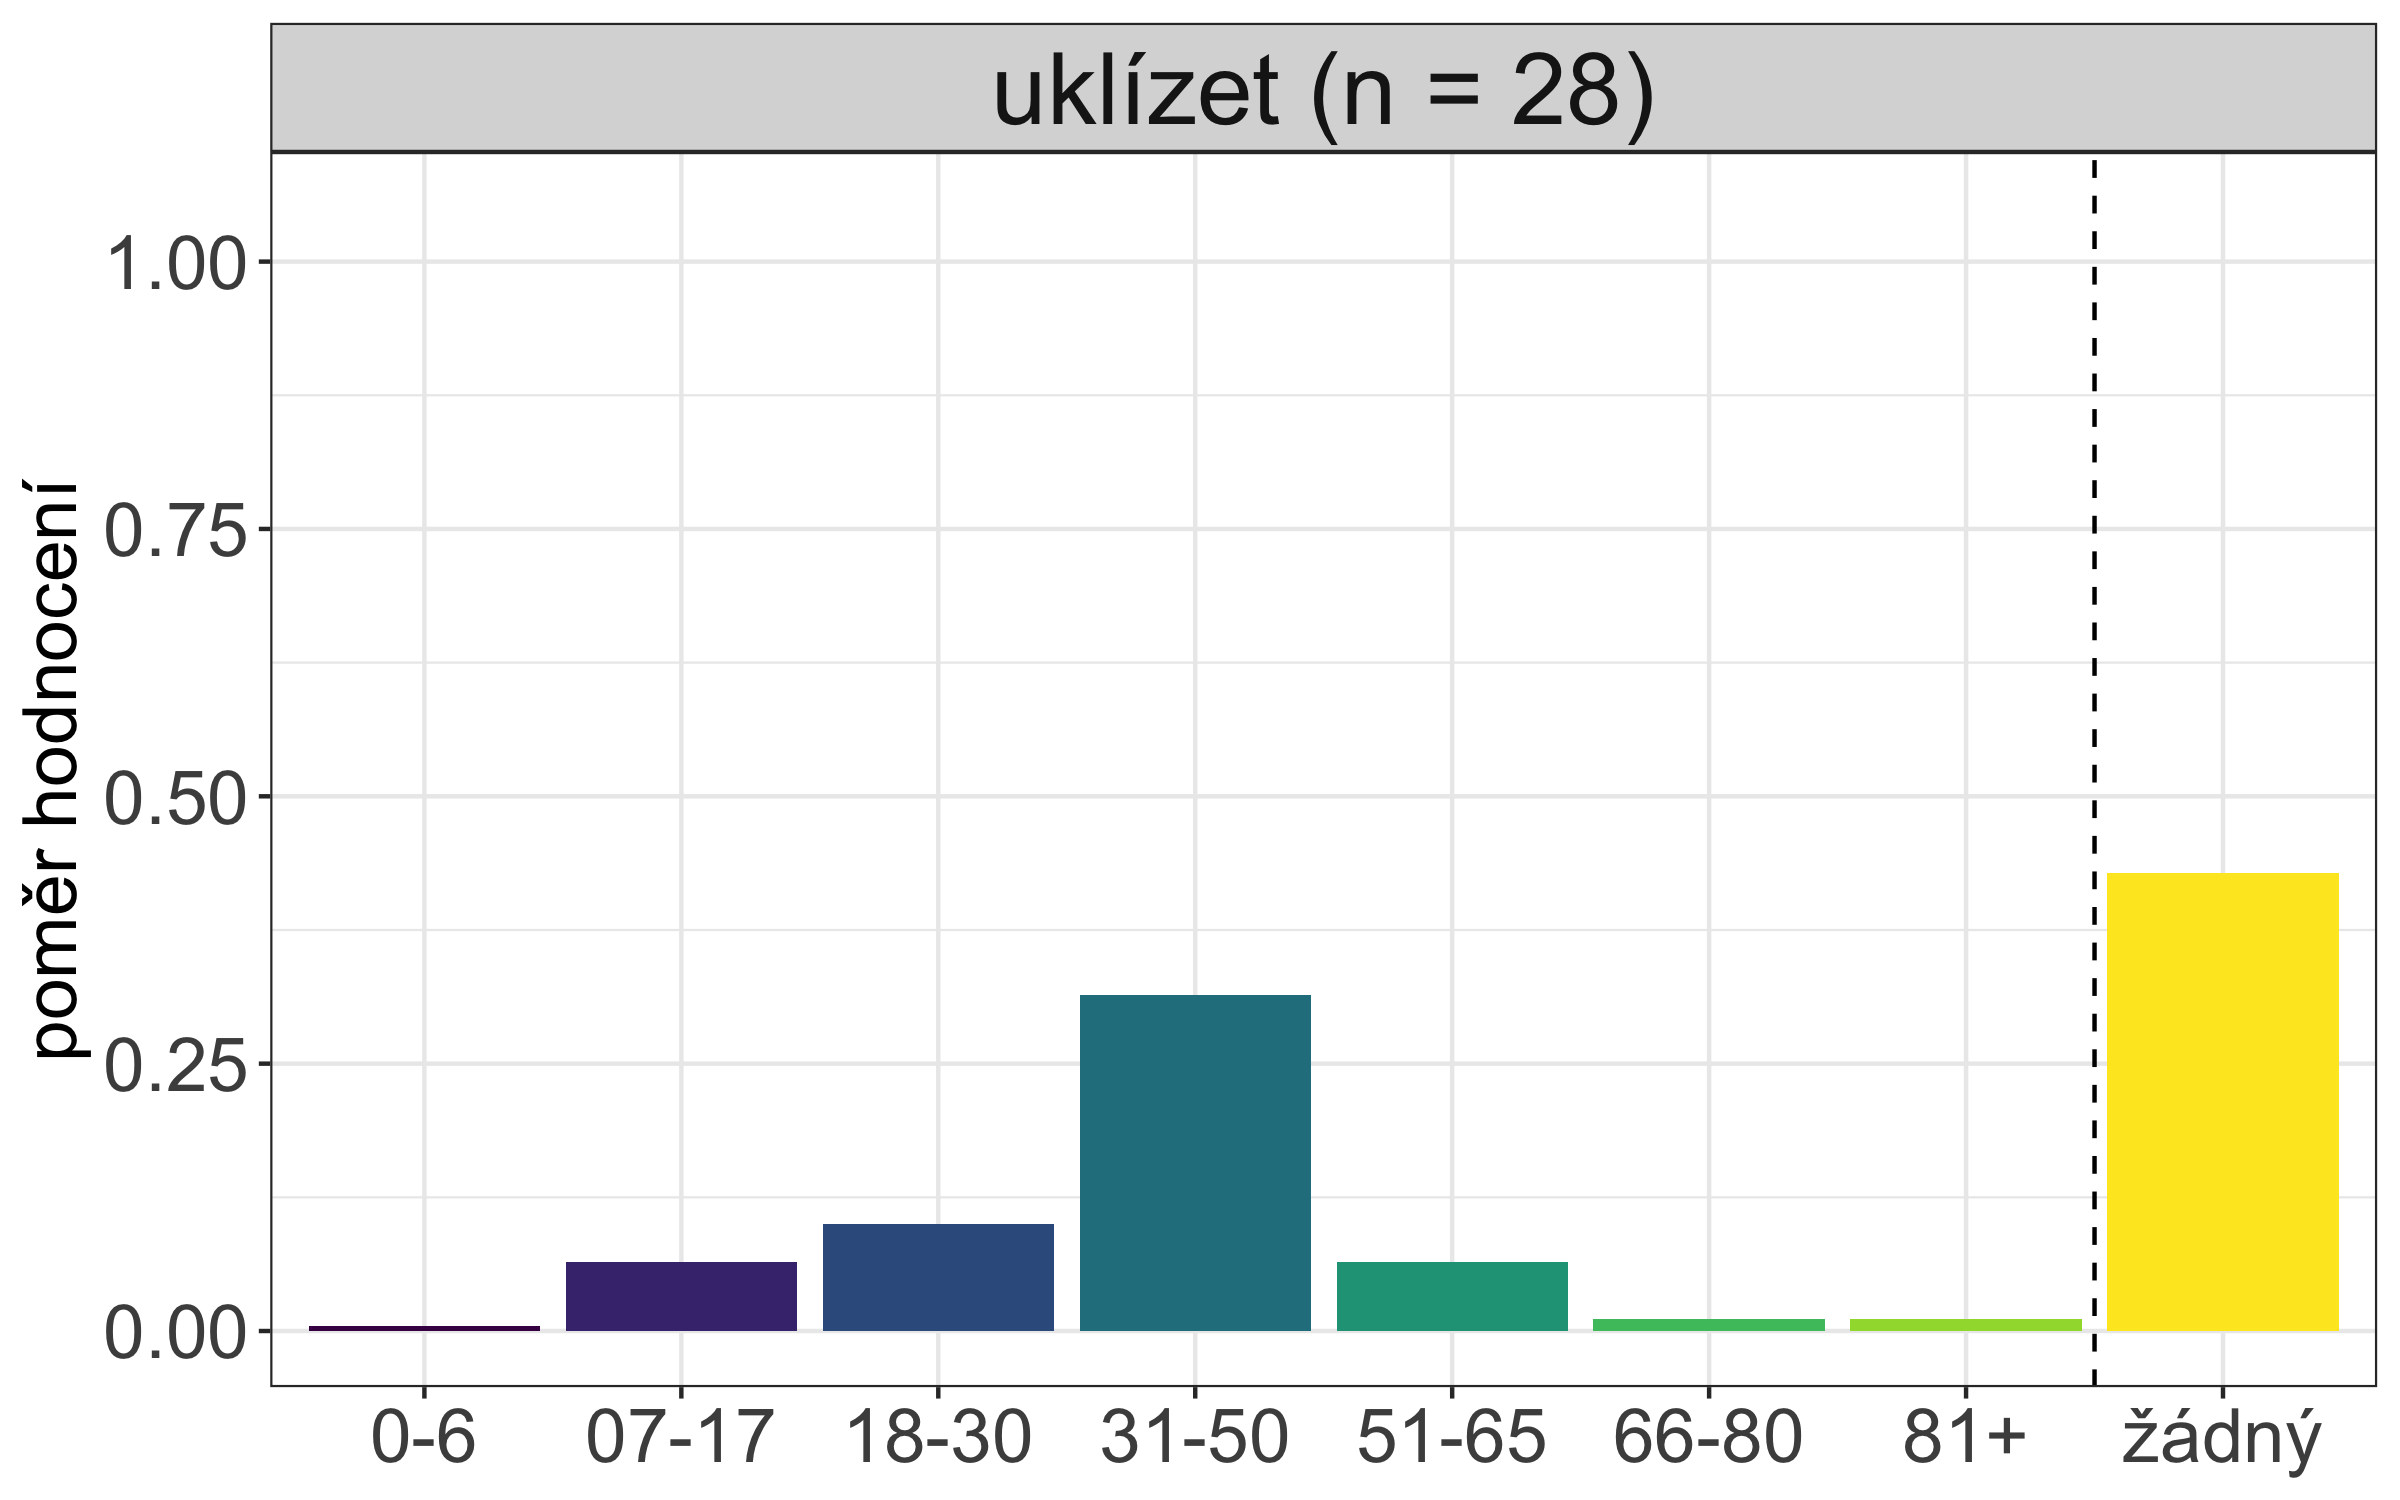 uklízet (n = 28)
poměr hodnocení
1.00
0.75
0.50
0.25
0.00
0-6 07-17 18-30 31-50 51-65 66-80 81+ žádný